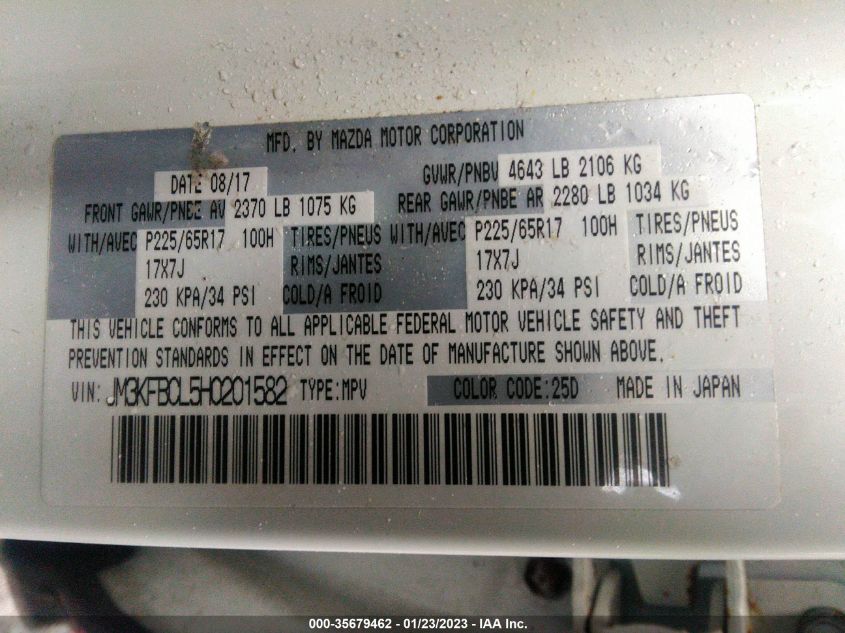 MFD. BY MAZDA MOTOR CORPORATION
DATE 08/17 GVWR/PNBV 4643 LB 2106 KG
FRONT GAWR/PNBE AV 2370 LB 1075 KG REAR GAWR/PNBE AR 2280 LB 1034 KG
WITH/AVEC P225/65R17 100H TIRES/PNEUS WITH/AVEC P225/65R17 100H TIRES/PNEUS
17X7J RIMS/JANTES 17X7J RIMS/JANTES
230 KPA/34 PSI COLD/A FROID 230 KPA/34 PSI COLD/A FROID
THIS VEHICLE CONFORMS TO ALL APPLICABLE FEDERAL MOTOR VEHICLE SAFETY AND THEFT
PREVENTION STANDARDS IN EFFECT ON THE DATE OF MANUFACTURE SHOWN ABOVE.
VIN: JM3KFBCL5H0201582 TYPE:MPV COLOR CODE:25D MADE IN JAPAN
000-35679462 - 01/23/2023 - IAA Inc.